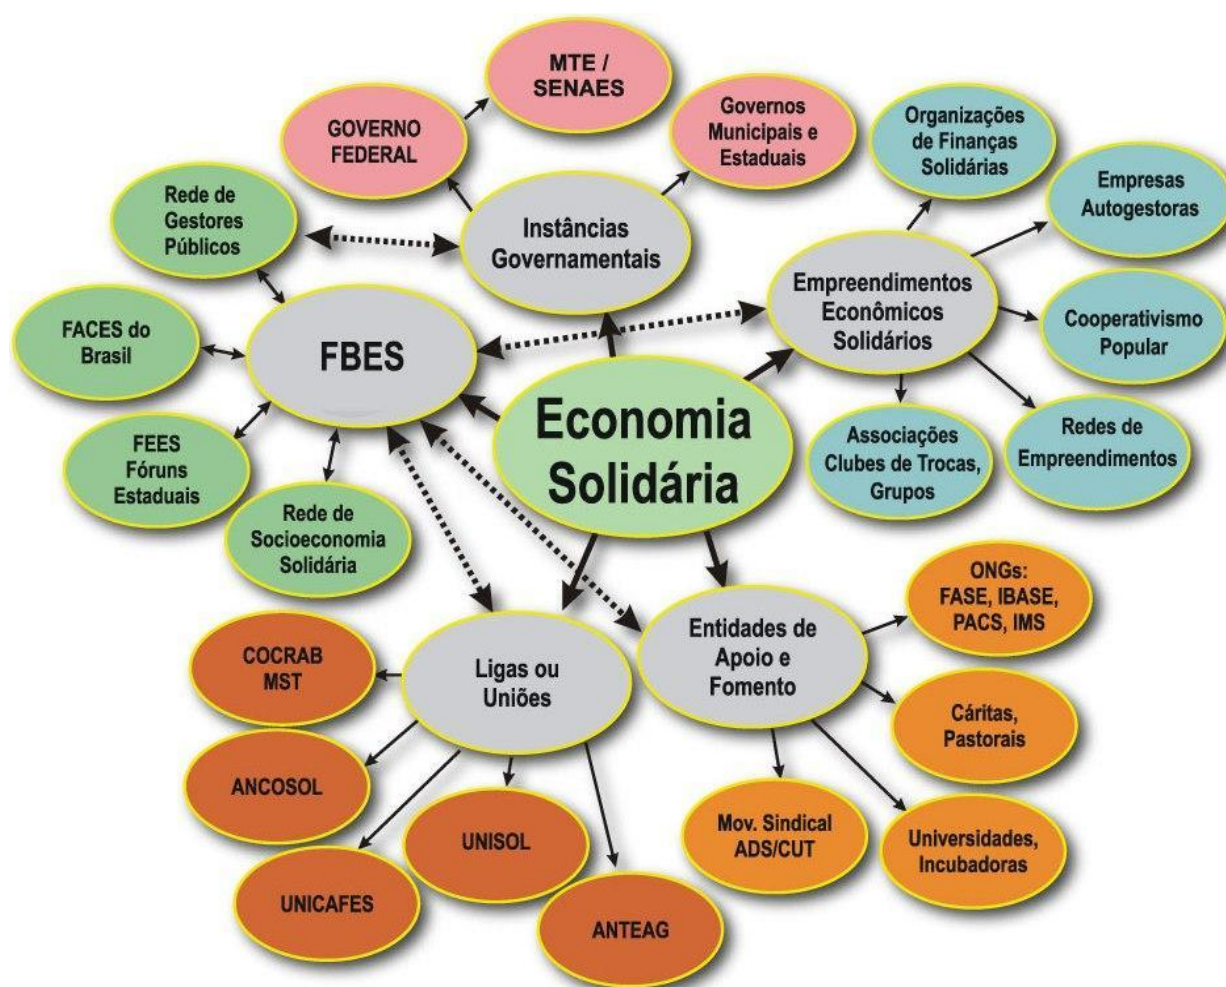 MTE /
SENAES
GOVERNO
FEDERAL
Governos
Municipais e
Estaduais
Organizações
de Finanças
Solidárias
Empresas
Autogestoras
Rede de
Gestores
Públicos
Instâncias
Governamentais
Empreendimentos
Econômicos
Solidários
Cooperativismo
Popular
FACES do
Brasil
FBES
Economia
Solidária
Associações
Clubes de Trocas,
Grupos
Redes de
Empreendimentos
FEES
Fóruns
Estaduais
Rede de
Socioeconomia
Solidária
ONGs:
FASE, IBASE,
PACS, IMS
Entidades de
Apoio e
Fomento
Ligas ou
Uniões
COCRAB
MST
Cáritas,
Pastorais
ANCOSOL
UNISOL
Mov. Sindical
ADS/CUT
Universidades,
Incubadoras
UNICAFES
ANTEAG